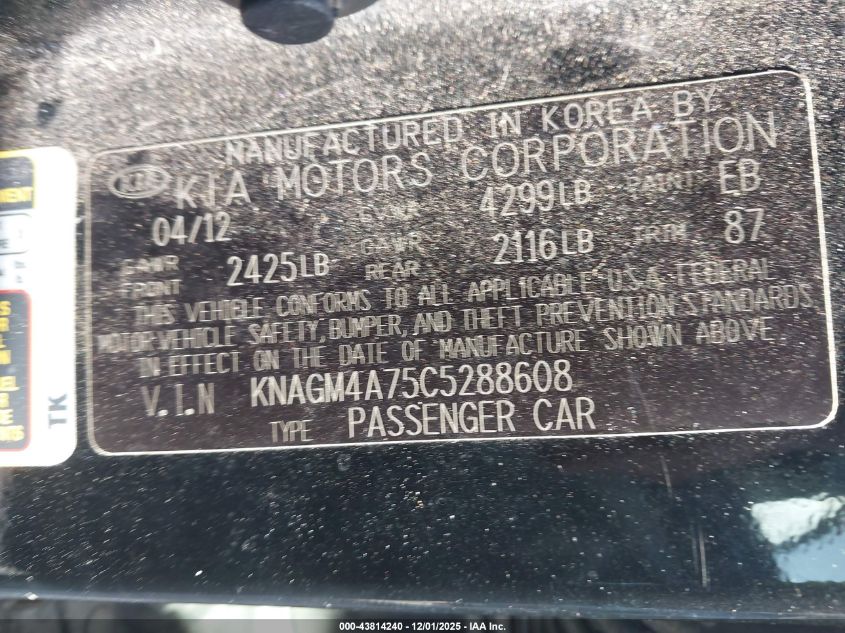 MANUFACTURED IN KOREA BY
KIA KIA MOTORS CORPORATION
04/12 GVWR 4299LB PAINT EB
GAWR FRONT 2425LB GAWR REAR 2116LB TRIM 87
THIS VEHICLE CONFORMS TO ALL APPLICABLE U.S.A. FEDERAL
MOTOR VEHICLE SAFETY, BUMPER, AND THEFT PREVENTION STANDARDS
IN EFFECT ON THE DATE OF MANUFACTURE SHOWN ABOVE.
V.I.N KNAGM4A75C5288608
TYPE PASSENGER CAR
TK
000-43814240 - 12/01/2025 - IAA Inc.